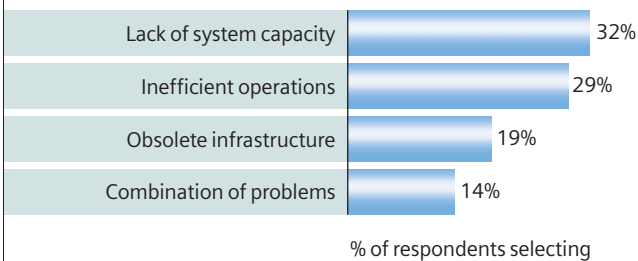 Lack of system capacity 32%
Inefficient operations 29%
Obsolete infrastructure 19%
Combination of problems 14%
% of respondents selecting